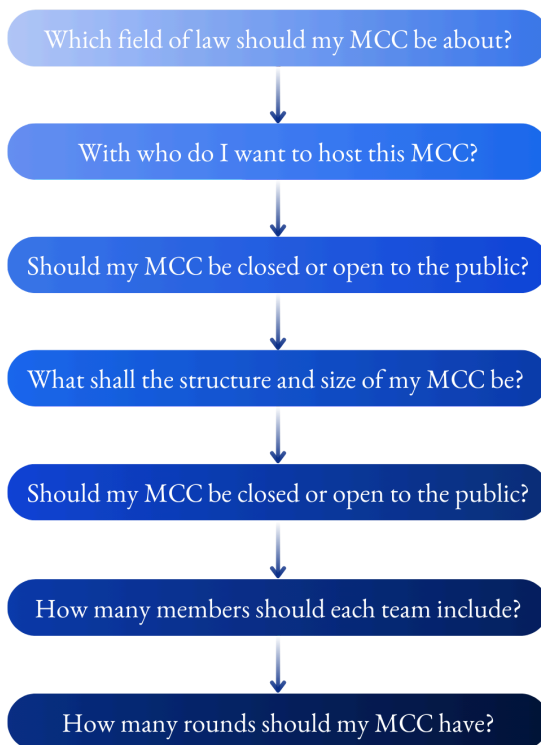 Which field of law should my MCC be about?
With who do I want to host this MCC?
Should my MCC be closed or open to the public?
What shall the structure and size of my MCC be?
Should my MCC be closed or open to the public?
How many members should each team include?
How many rounds should my MCC have?